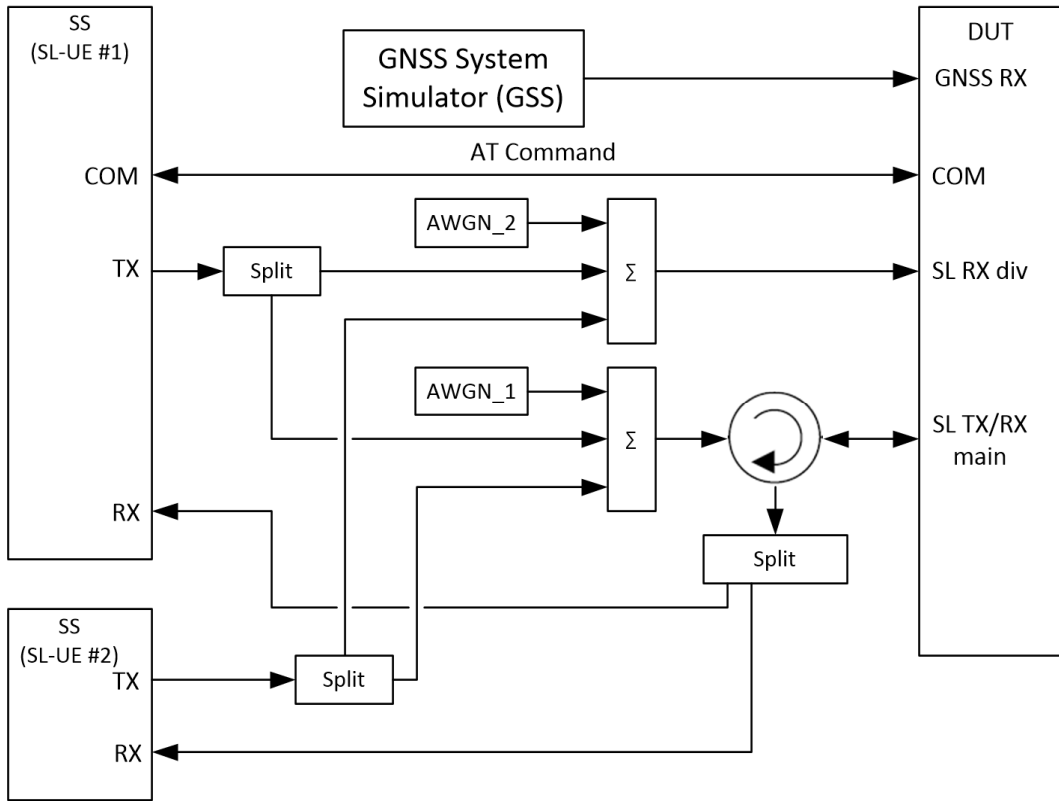 SS
(SL-UE #1)
DUT
GNSS System
Simulator (GSS)
GNSS RX
AT Command
COM
COM
AWGN_2
TX
Split
Σ
SL RX div
AWGN_1
Σ
SL TX/RX
main
RX
Split
SS
(SL-UE #2)
TX
Split
RX